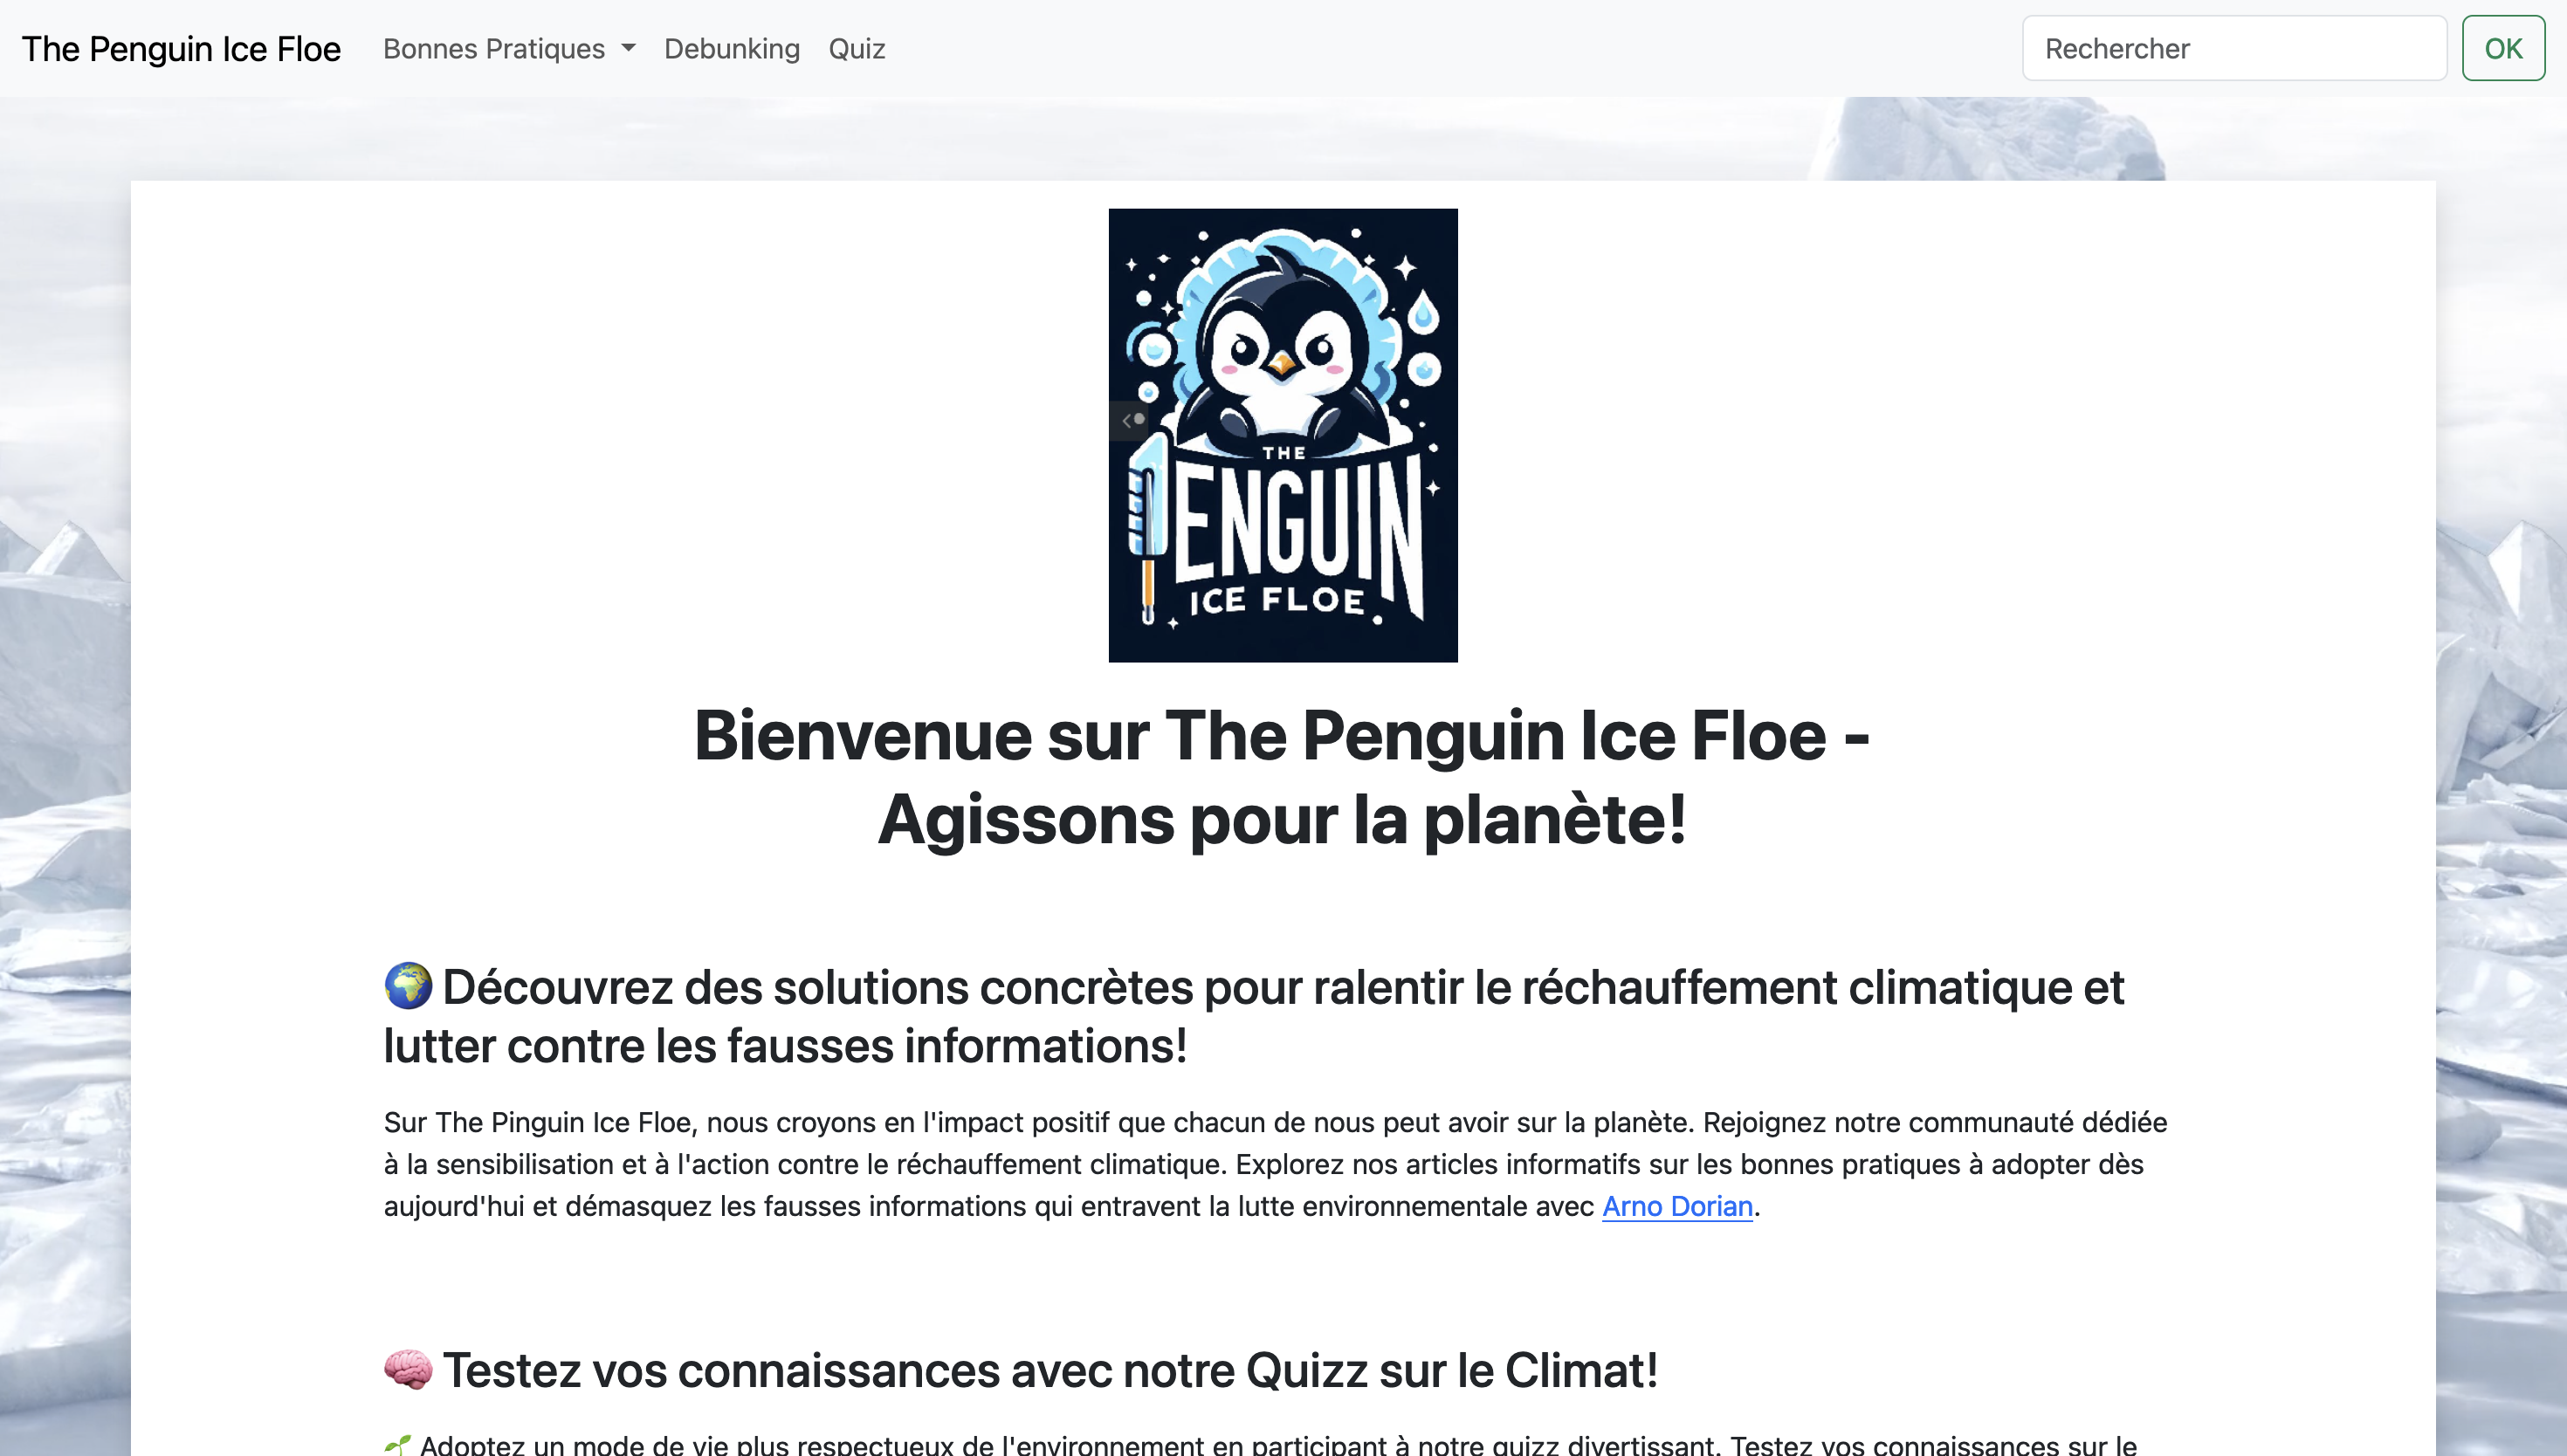 The Penguin Ice Floe
Bonnes Pratiques
Debunking
Quiz
Rechercher
OK
THE
ENGUIN
ICE FLOE
Bienvenue sur The Penguin Ice Floe -
Agissons pour la planète!
🌍 Découvrez des solutions concrètes pour ralentir le réchauffement climatique et
lutter contre les fausses informations!
Sur The Pinguin Ice Floe, nous croyons en l'impact positif que chacun de nous peut avoir sur la planète. Rejoignez notre communauté dédiée
à la sensibilisation et à l'action contre le réchauffement climatique. Explorez nos articles informatifs sur les bonnes pratiques à adopter dès
aujourd'hui et démasquez les fausses informations qui entravent la lutte environnementale avec Arno Dorian.
🧠 Testez vos connaissances avec notre Quizz sur le Climat!
🌱 Adoptez un mode de vie plus respectueux de l'environnement en participant à notre quizz divertissant. Testez vos connaissances sur le